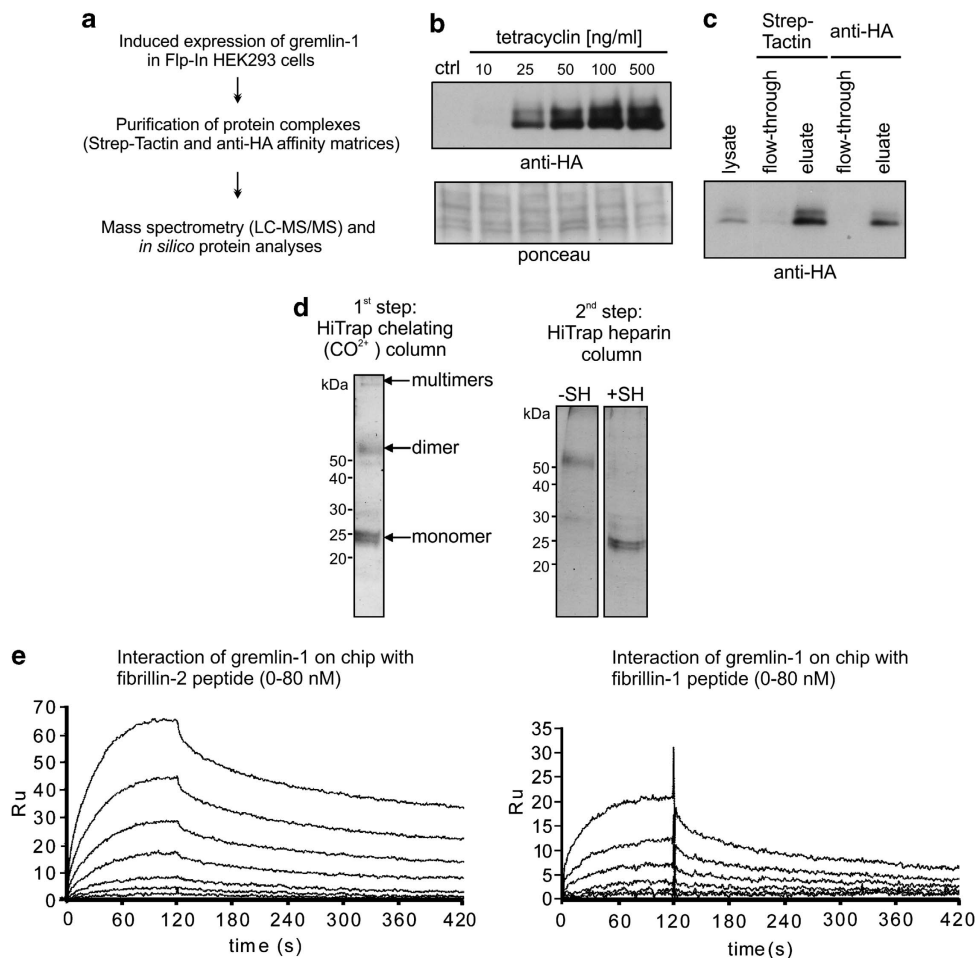 a
Induced expression of gremlin-1
in Flp-In HEK293 cells
Purification of protein complexes
(Strep-Tactin and anti-HA affinity matrices)
Mass spectrometry (LC-MS/MS) and
in silico protein analyses
b
tetracyclin [ng/ml]
ctrl 10 25 50 100 500
anti-HA
ponceau
c
Strep-
Tactin
anti-HA
lysate
flow-through
eluate
flow-through
eluate
anti-HA
d
1st step:
HiTrap chelating
(CO2+ ) column
kDa
multimers
dimer
50
40
30
25
monomer
20
2nd step:
HiTrap heparin
column
-SH +SH
kDa
50
40
30
25
20
e
Interaction of gremlin-1 on chip with
fibrillin-2 peptide (0-80 nM)
70
60
50
40
30
20
10
0
Ru
0 60 120 180 240 300 360 420
time (s)
Interaction of gremlin-1 on chip with
fibrillin-1 peptide (0-80 nM)
35
30
25
20
15
10
5
0
Ru
0 60 120 180 240 300 360 420
time(s)